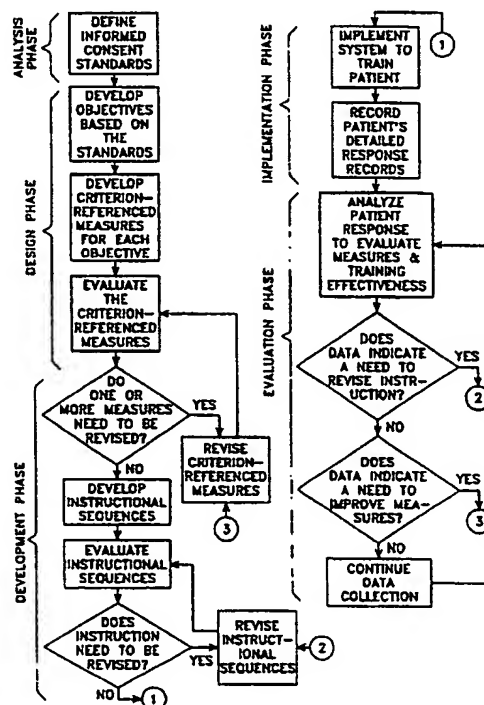 ANALYSIS
PHASE
DEFINE
INFORMED
CONSENT
STANDARDS
DESIGN PHASE
DEVELOP
OBJECTIVES
BASED ON
THE
STANDARDS
DEVELOP
CRITERION-
REFERENCED
MEASURES
FOR EACH
OBJECTIVE
EVALUATE
THE
CRITERION-
REFERENCED
MEASURES
DEVELOPMENT PHASE
DO
ONE OR
MORE MEASURES
NEED TO BE
REVISED?
YES
REVISE
CRITERION-
REFERENCED
MEASURES
3
NO
DEVELOP
INSTRUCTIONAL
SEQUENCES
EVALUATE
INSTRUCTIONAL
SEQUENCES
DOES
INSTRUCTION
NEED TO BE
REVISED?
YES
REVISE
INSTRUCT-
IONAL
SEQUENCES
2
NO
1
IMPLEMENTATION PHASE
1
IMPLEMENT
SYSTEM TO
TRAIN
PATIENT
RECORD
PATIENT'S
DETAILED
RESPONSE
RECORDS
EVALUATION PHASE
ANALYZE
PATIENT
RESPONSE
TO EVALUATE
MEASURES &
TRAINING
EFFECTIVENESS
DOES
DATA INDICATE
A NEED TO
REVISE INSTR-
UCTION?
YES
2
NO
DOES
DATA INDICATE
A NEED TO
IMPROVE MEA-
SURES?
YES
3
NO
CONTINUE
DATA
COLLECTION